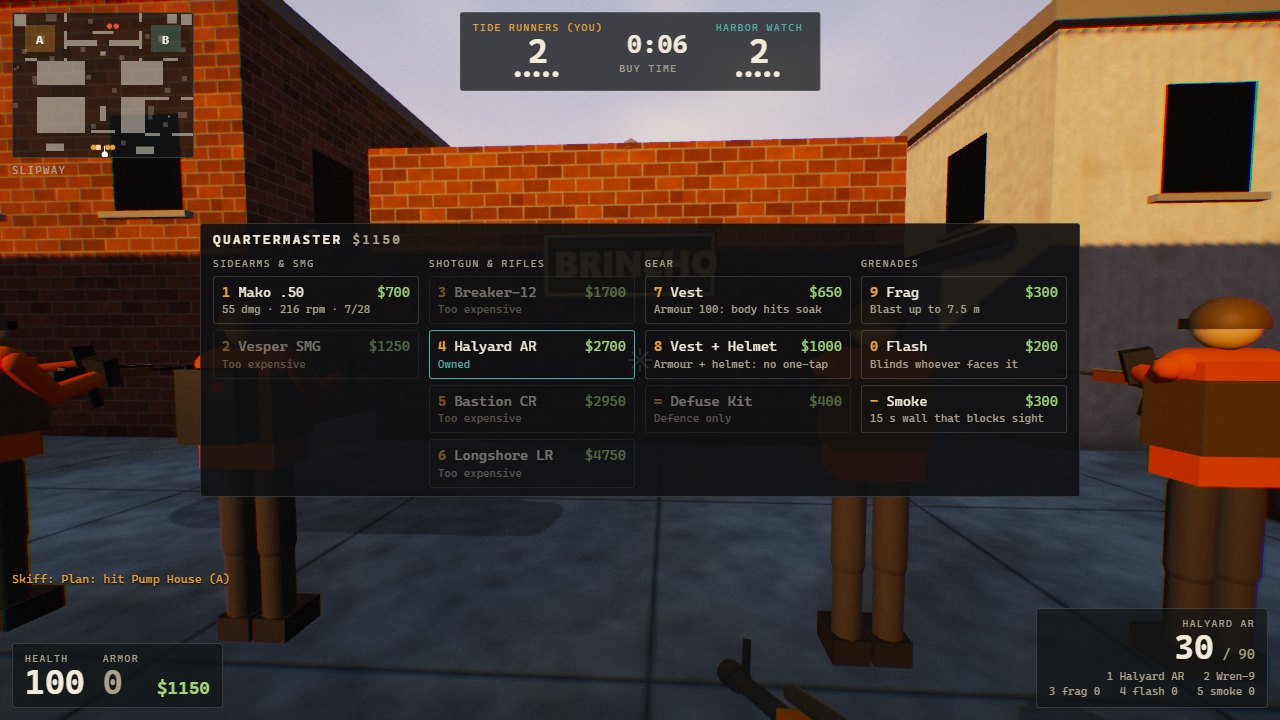 A
B
SLIPWAY
TIDE RUNNERS (YOU)
2
0:06
BUY TIME
HARBOR WATCH
2
QUARTERMASTER $1150
SIDEARMS & SMG
1 Mako .50 $700
55 dmg · 216 rpm · 7/28
2 Vesper SMG $1250
Too expensive
SHOTGUN & RIFLES
3 Breaker-12 $1700
Too expensive
4 Halyard AR $2700
Owned
5 Bastion CR $2950
Too expensive
6 Longshore LR $4750
Too expensive
GEAR
7 Vest $650
Armour 100: body hits soak
8 Vest + Helmet $1000
Armour + helmet: no one-tap
= Defuse Kit $400
Defence only
GRENADES
9 Frag $300
Blast up to 7.5 m
0 Flash $200
Blinds whoever faces it
- Smoke $300
15 s wall that blocks sight
BRINEHO
Skiff: Plan: hit Pump House (A)
HEALTH
100
ARMOR
0
$1150
HALYARD AR
30 / 90
1 Halyard AR 2 Wren-9
3 frag 0 4 flash 0 5 smoke 0